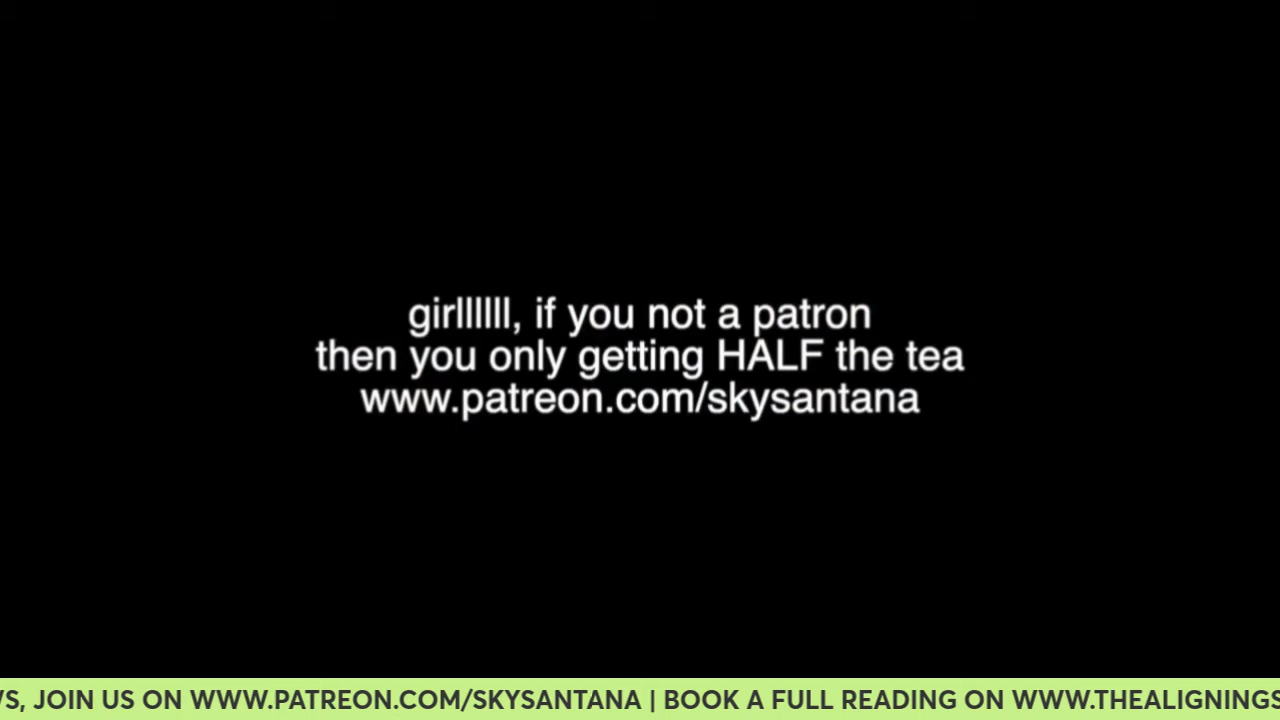 girlllllll, if you not a patron
then you only getting HALF the tea
www.patreon.com/skysantana
JOIN US ON WWW.PATREON.COM/SKYSANTANA | BOOK A FULL READING ON